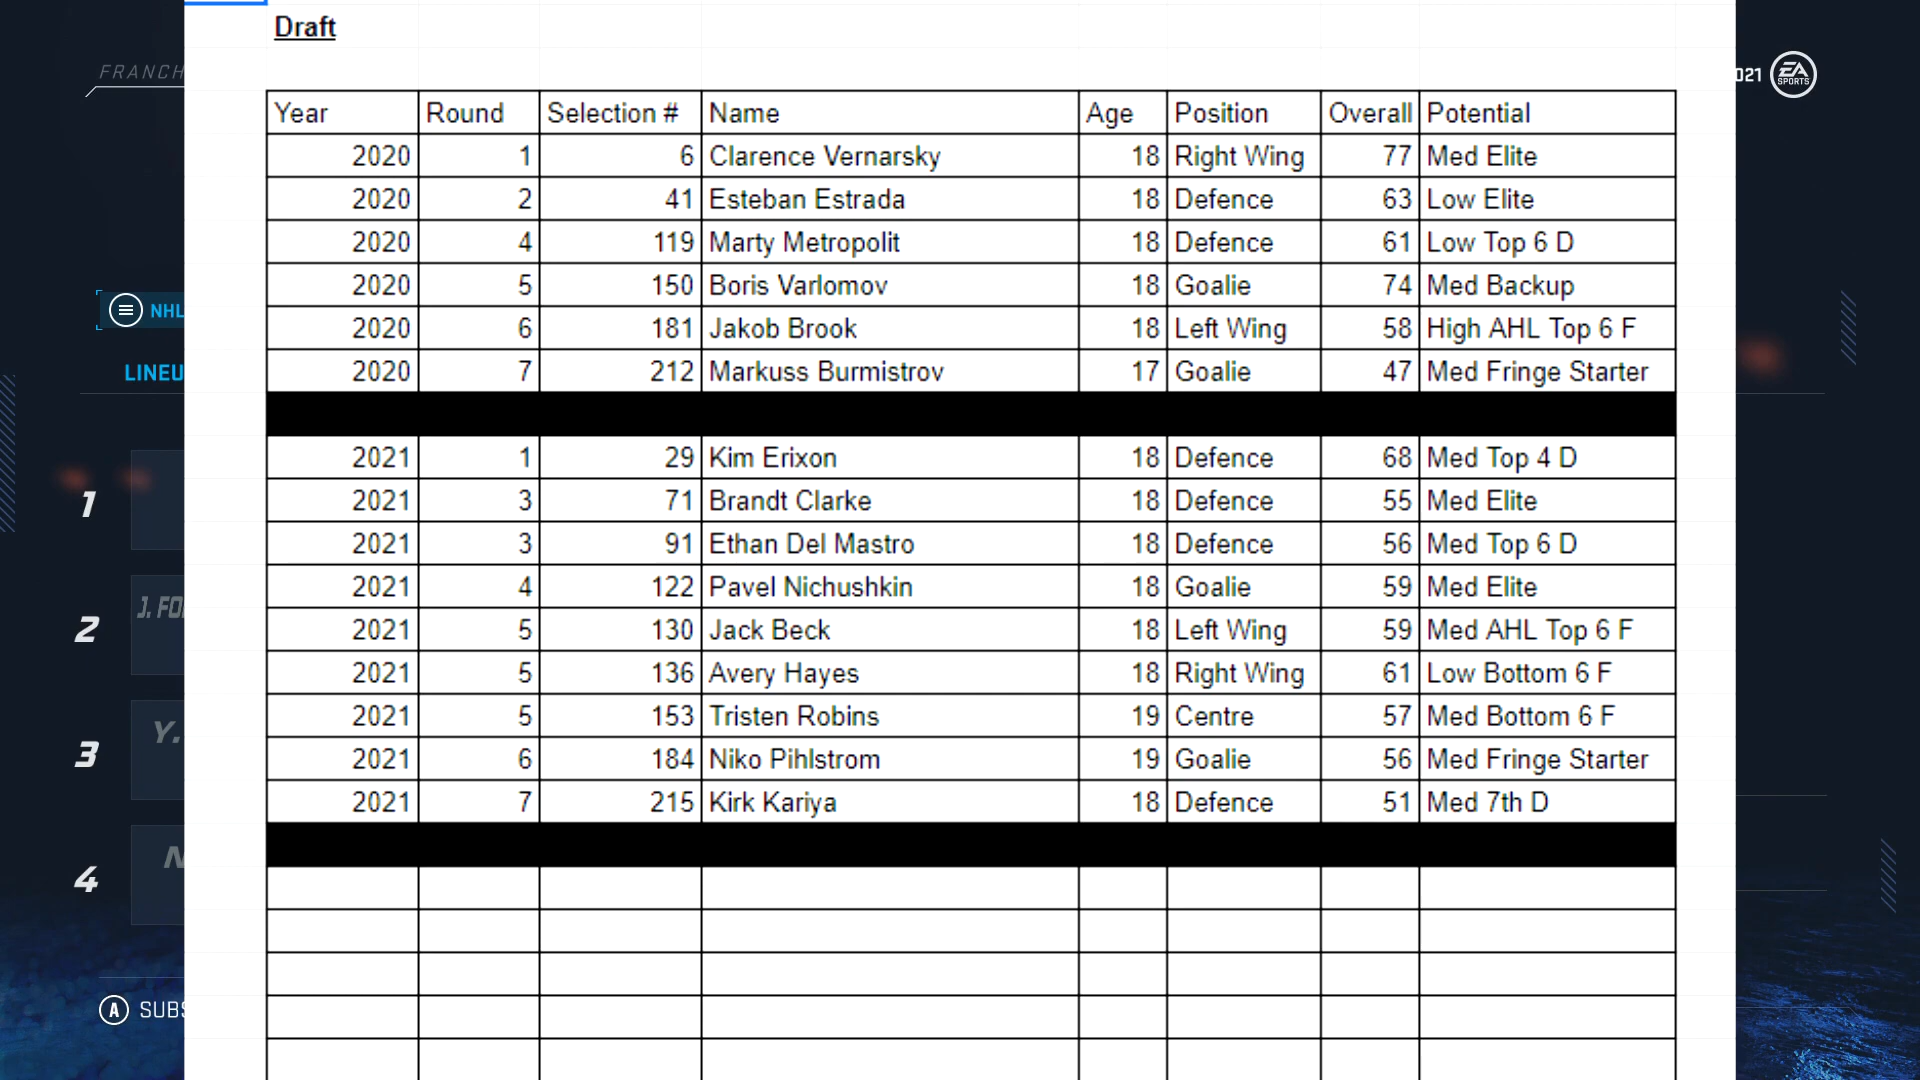 Draft
FRANCH
021
EA SPORTS
Year Round Selection # Name Age Position Overall Potential
2020 1 6 Clarence Vernarsky 18 Right Wing 77 Med Elite
2020 2 41 Esteban Estrada 18 Defence 63 Low Elite
2020 4 119 Marty Metropolit 18 Defence 61 Low Top 6 D
2020 5 150 Boris Varlomov 18 Goalie 74 Med Backup
2020 6 181 Jakob Brook 18 Left Wing 58 High AHL Top 6 F
2020 7 212 Markuss Burmistrov 17 Goalie 47 Med Fringe Starter
2021 1 29 Kim Erixon 18 Defence 68 Med Top 4 D
2021 3 71 Brandt Clarke 18 Defence 55 Med Elite
2021 3 91 Ethan Del Mastro 18 Defence 56 Med Top 6 D
2021 4 122 Pavel Nichushkin 18 Goalie 59 Med Elite
2021 5 130 Jack Beck 18 Left Wing 59 Med AHL Top 6 F
2021 5 136 Avery Hayes 18 Right Wing 61 Low Bottom 6 F
2021 5 153 Tristen Robins 19 Centre 57 Med Bottom 6 F
2021 6 184 Niko Pihlstrom 19 Goalie 56 Med Fringe Starter
2021 7 215 Kirk Kariya 18 Defence 51 Med 7th D
NHL
LINEU
1
2 J. FO
3 Y.
4 N
A SUBS